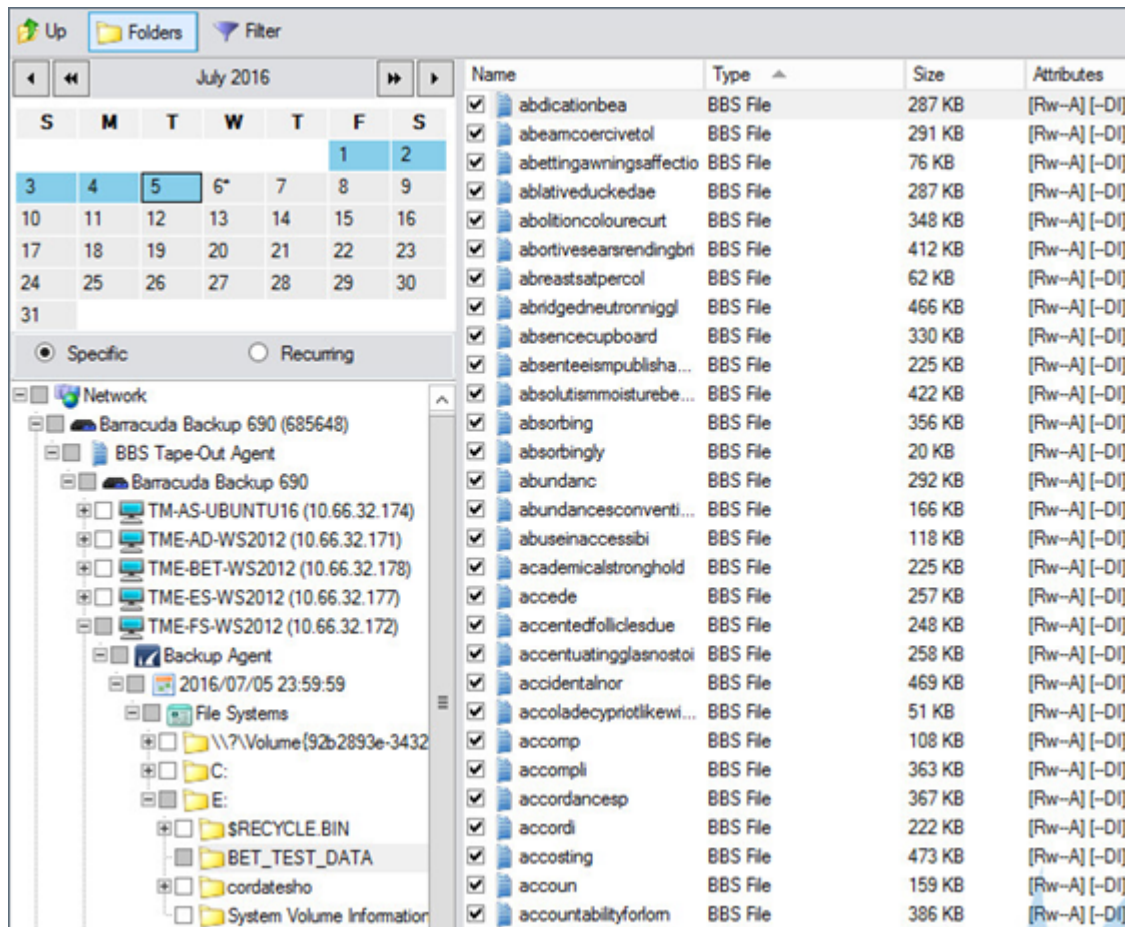 Up Folders Filter
July 2016
S M T W T F S
1 2
3 4 5 6* 7 8 9
10 11 12 13 14 15 16
17 18 19 20 21 22 23
24 25 26 27 28 29 30
31
Specific Recurring
Network
Barracuda Backup 690 (685648)
BBS Tape-Out Agent
Barracuda Backup 690
TM-AS-UBUNTU16 (10.66.32.174)
TME-AD-WS2012 (10.66.32.171)
TME-BET-WS2012 (10.66.32.178)
TME-ES-WS2012 (10.66.32.177)
TME-FS-WS2012 (10.66.32.172)
Backup Agent
2016/07/05 23:59:59
File Systems
\\?\Volume{92b2893e-3432
C:
E:
$RECYCLE.BIN
BET_TEST_DATA
cordatesho
System Volume Information
Name Type Size Attributes
abdicationbea BBS File 287 KB [Rw--A] [--DI]
abeamcoercivetol BBS File 291 KB [Rw--A] [--DI]
abettingawningsaffectio BBS File 76 KB [Rw--A] [--DI]
ablativeduckedae BBS File 287 KB [Rw--A] [--DI]
abolitioncolourecurt BBS File 348 KB [Rw--A] [--DI]
abortivesearsrendingbri BBS File 412 KB [Rw--A] [--DI]
abreastsatpercol BBS File 62 KB [Rw--A] [--DI]
abridgedneutronniggl BBS File 466 KB [Rw--A] [--DI]
absencecupboard BBS File 330 KB [Rw--A] [--DI]
absenteeismpublisha... BBS File 225 KB [Rw--A] [--DI]
absolutismmoisturebe... BBS File 422 KB [Rw--A] [--DI]
absorbing BBS File 356 KB [Rw--A] [--DI]
absorbingly BBS File 20 KB [Rw--A] [--DI]
abundanc BBS File 292 KB [Rw--A] [--DI]
abundancesconventi... BBS File 166 KB [Rw--A] [--DI]
abuseinaccessibi BBS File 118 KB [Rw--A] [--DI]
academicalstronghold BBS File 225 KB [Rw--A] [--DI]
accede BBS File 257 KB [Rw--A] [--DI]
accentedfolliclesdue BBS File 248 KB [Rw--A] [--DI]
accentuatingglasnostoi BBS File 258 KB [Rw--A] [--DI]
accidentalnor BBS File 469 KB [Rw--A] [--DI]
accoladecypriotlikewi... BBS File 51 KB [Rw--A] [--DI]
accomp BBS File 108 KB [Rw--A] [--DI]
accompli BBS File 363 KB [Rw--A] [--DI]
accordancesp BBS File 367 KB [Rw--A] [--DI]
accordi BBS File 222 KB [Rw--A] [--DI]
accosting BBS File 473 KB [Rw--A] [--DI]
accoun BBS File 159 KB [Rw--A] [--DI]
accountabilityforlorn BBS File 386 KB [Rw--A] [--DI]